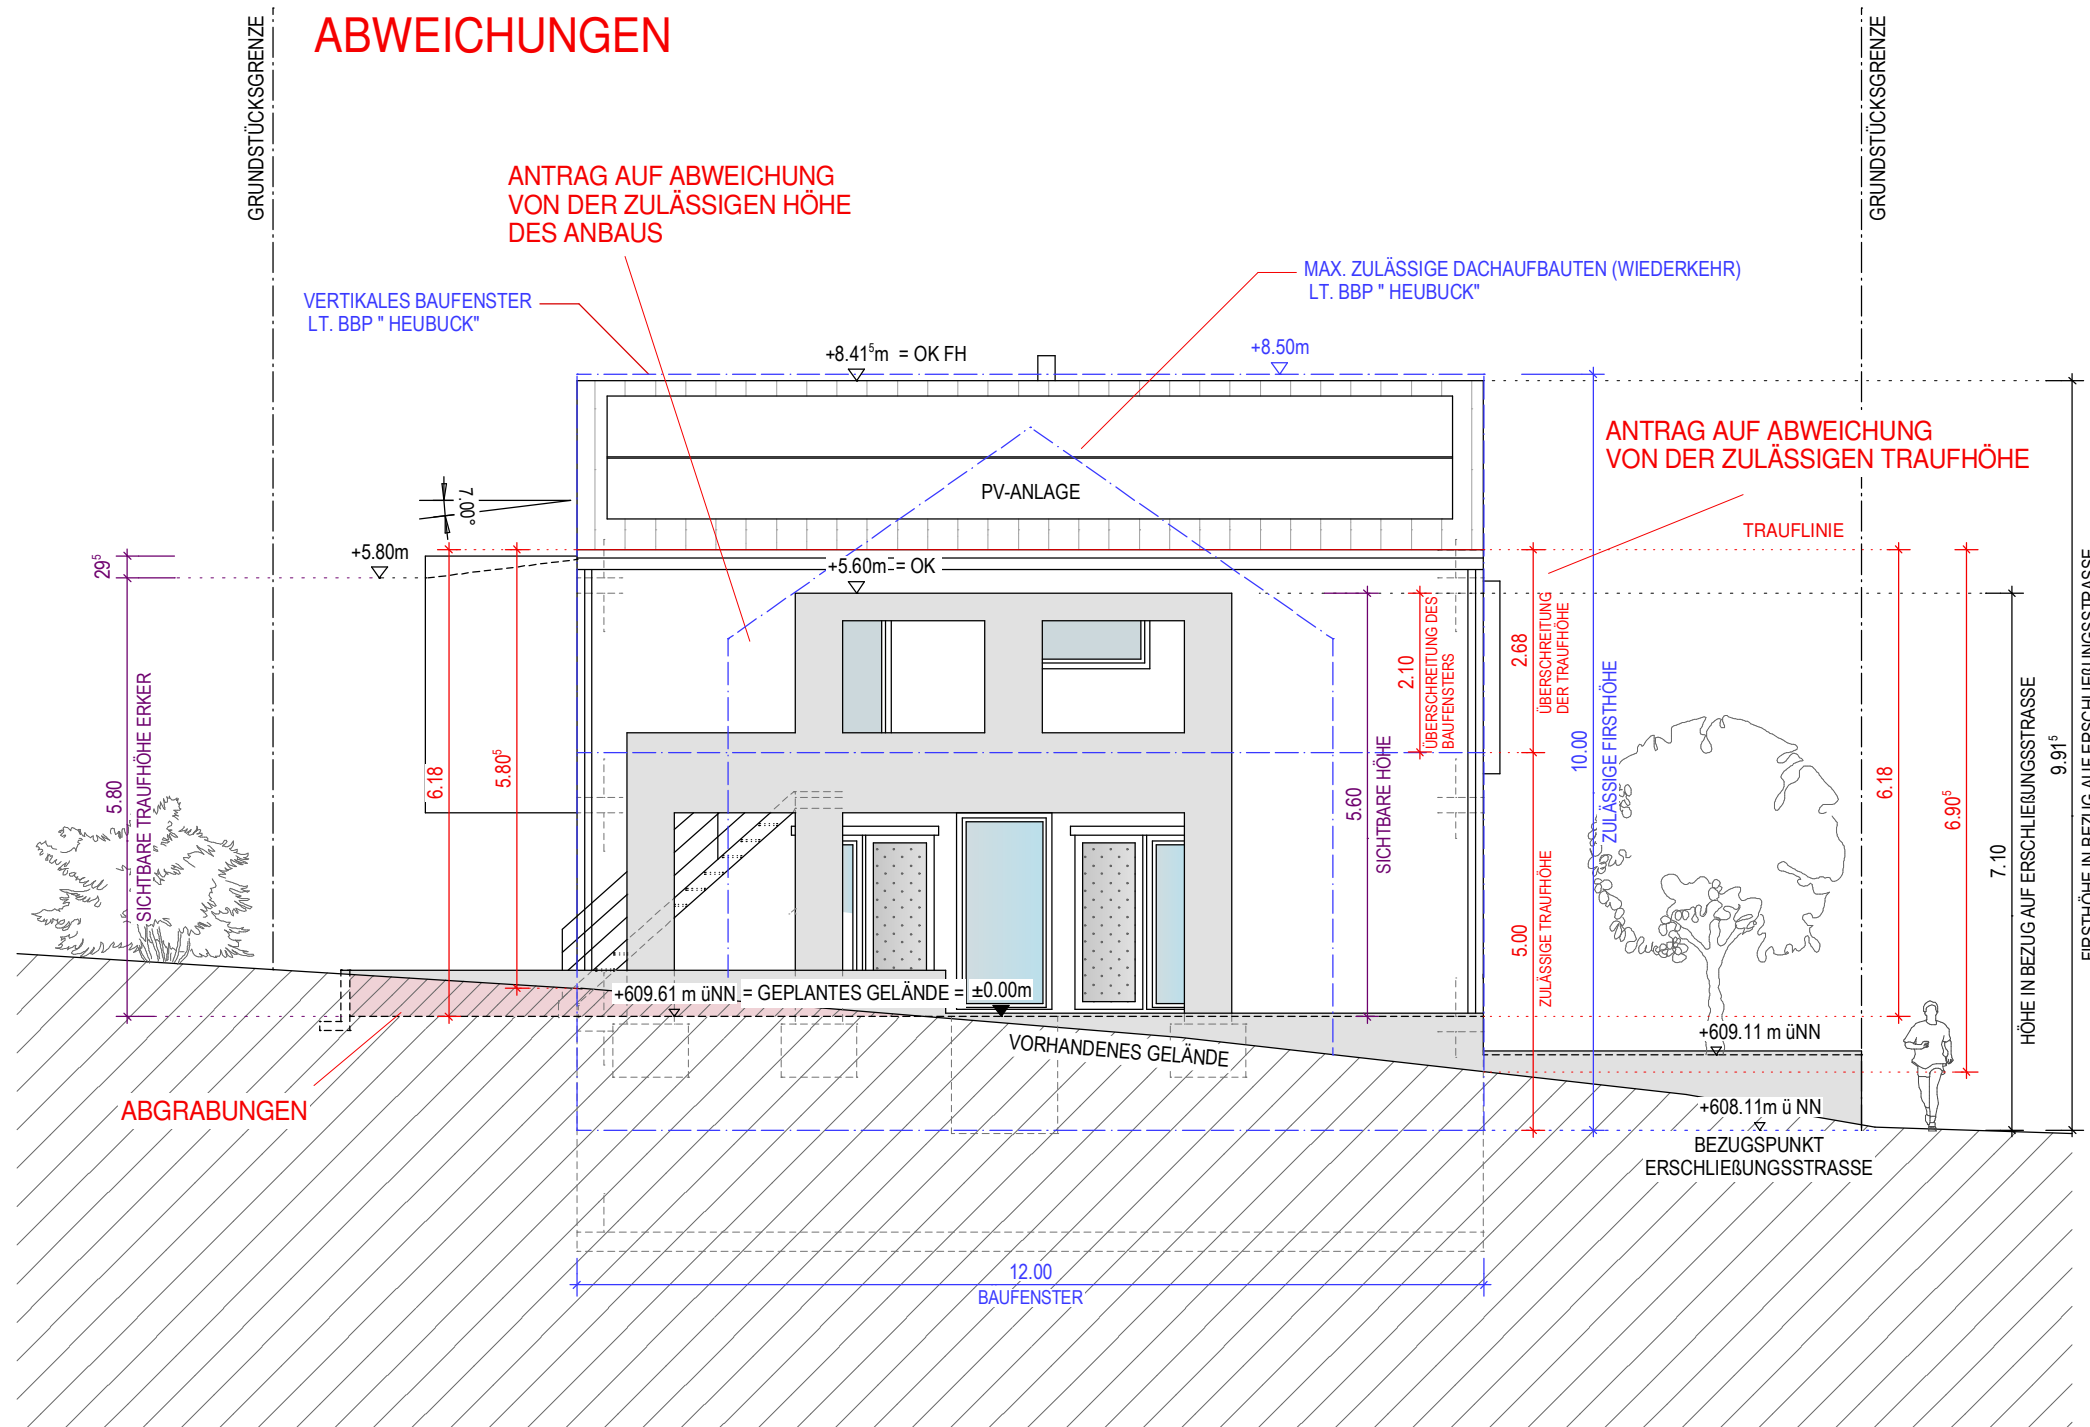 ABWEICHUNGEN
GRUNDSTÜCKSGRENZE
GRUNDSTÜCKSGRENZE
ANTRAG AUF ABWEICHUNG
VON DER ZULÄSSIGEN HÖHE
DES ANBAUS
VERTIKALES BAUFENSTER
LT. BBP " HEUBUCK"
MAX. ZULÄSSIGE DACHAUFBAUTEN (WIEDERKEHR)
LT. BBP " HEUBUCK"
+8.41⁵m = OK FH
+8.50m
ANTRAG AUF ABWEICHUNG
VON DER ZULÄSSIGEN TRAUFHÖHE
PV-ANLAGE
7.00°
TRAUFLINIE
+5.80m
29⁵
+5.60m = OK
5.80
SICHTBARE TRAUFHÖHE ERKER
6.18
5.80⁵
5.60
SICHTBARE HÖHE
2.10
ÜBERSCHREITUNG DES
BAUFENSTERS
2.68
ÜBERSCHREITUNG
DER TRAUFHÖHE
5.00
ZULÄSSIGE TRAUFHÖHE
10.00
ZULÄSSIGE FIRSTHÖHE
6.18
6.90⁵
7.10
HÖHE IN BEZUG AUF ERSCHLIEßUNGSSTRASSE
9.91⁵
FIRSTHÖHE IN BEZUG AUF ERSCHLIEßUNGSSTRASSE
+609.61 m üNN = GEPLANTES GELÄNDE = ±0.00m
VORHANDENES GELÄNDE
+609.11 m üNN
ABGRABUNGEN
+608.11m ü NN
BEZUGSPUNKT
ERSCHLIEßUNGSSTRASSE
12.00
BAUFENSTER